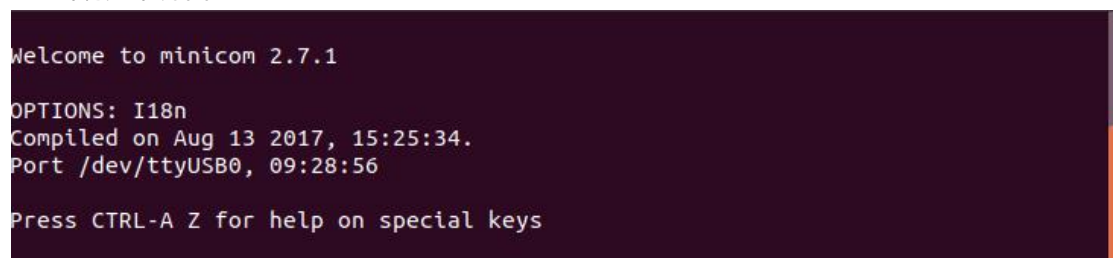 Welcome to minicom 2.7.1
OPTIONS: I18n
Compiled on Aug 13 2017, 15:25:34.
Port /dev/ttyUSB0, 09:28:56
Press CTRL-A Z for help on special keys